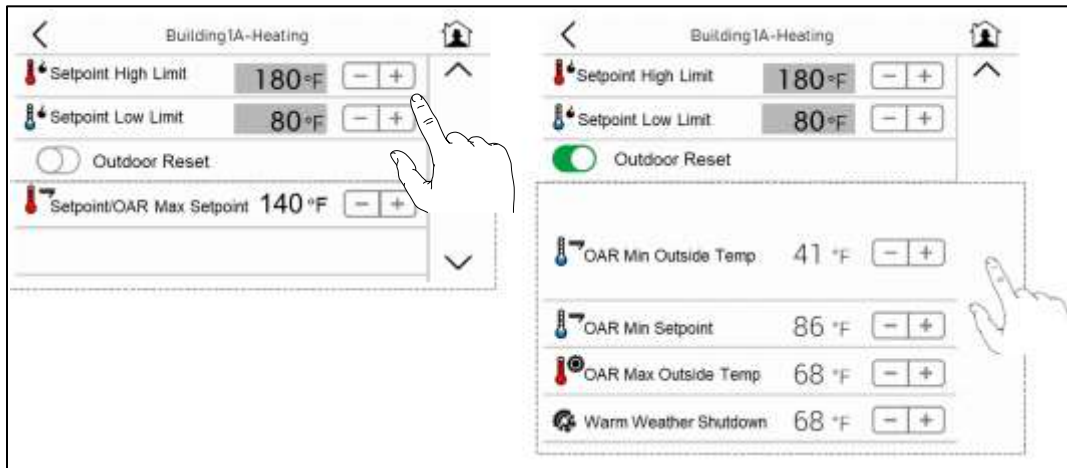 Building1A-Heating
Setpoint High Limit 180 °F - +
Setpoint Low Limit 80 °F - +
Outdoor Reset
Setpoint/OAR Max Setpoint 140 °F - +
Building1A-Heating
Setpoint High Limit 180 °F - +
Setpoint Low Limit 80 °F - +
Outdoor Reset
OAR Min Outside Temp 41 °F - +
OAR Min Setpoint 86 °F - +
OAR Max Outside Temp 68 °F - +
Warm Weather Shutdown 68 °F - +